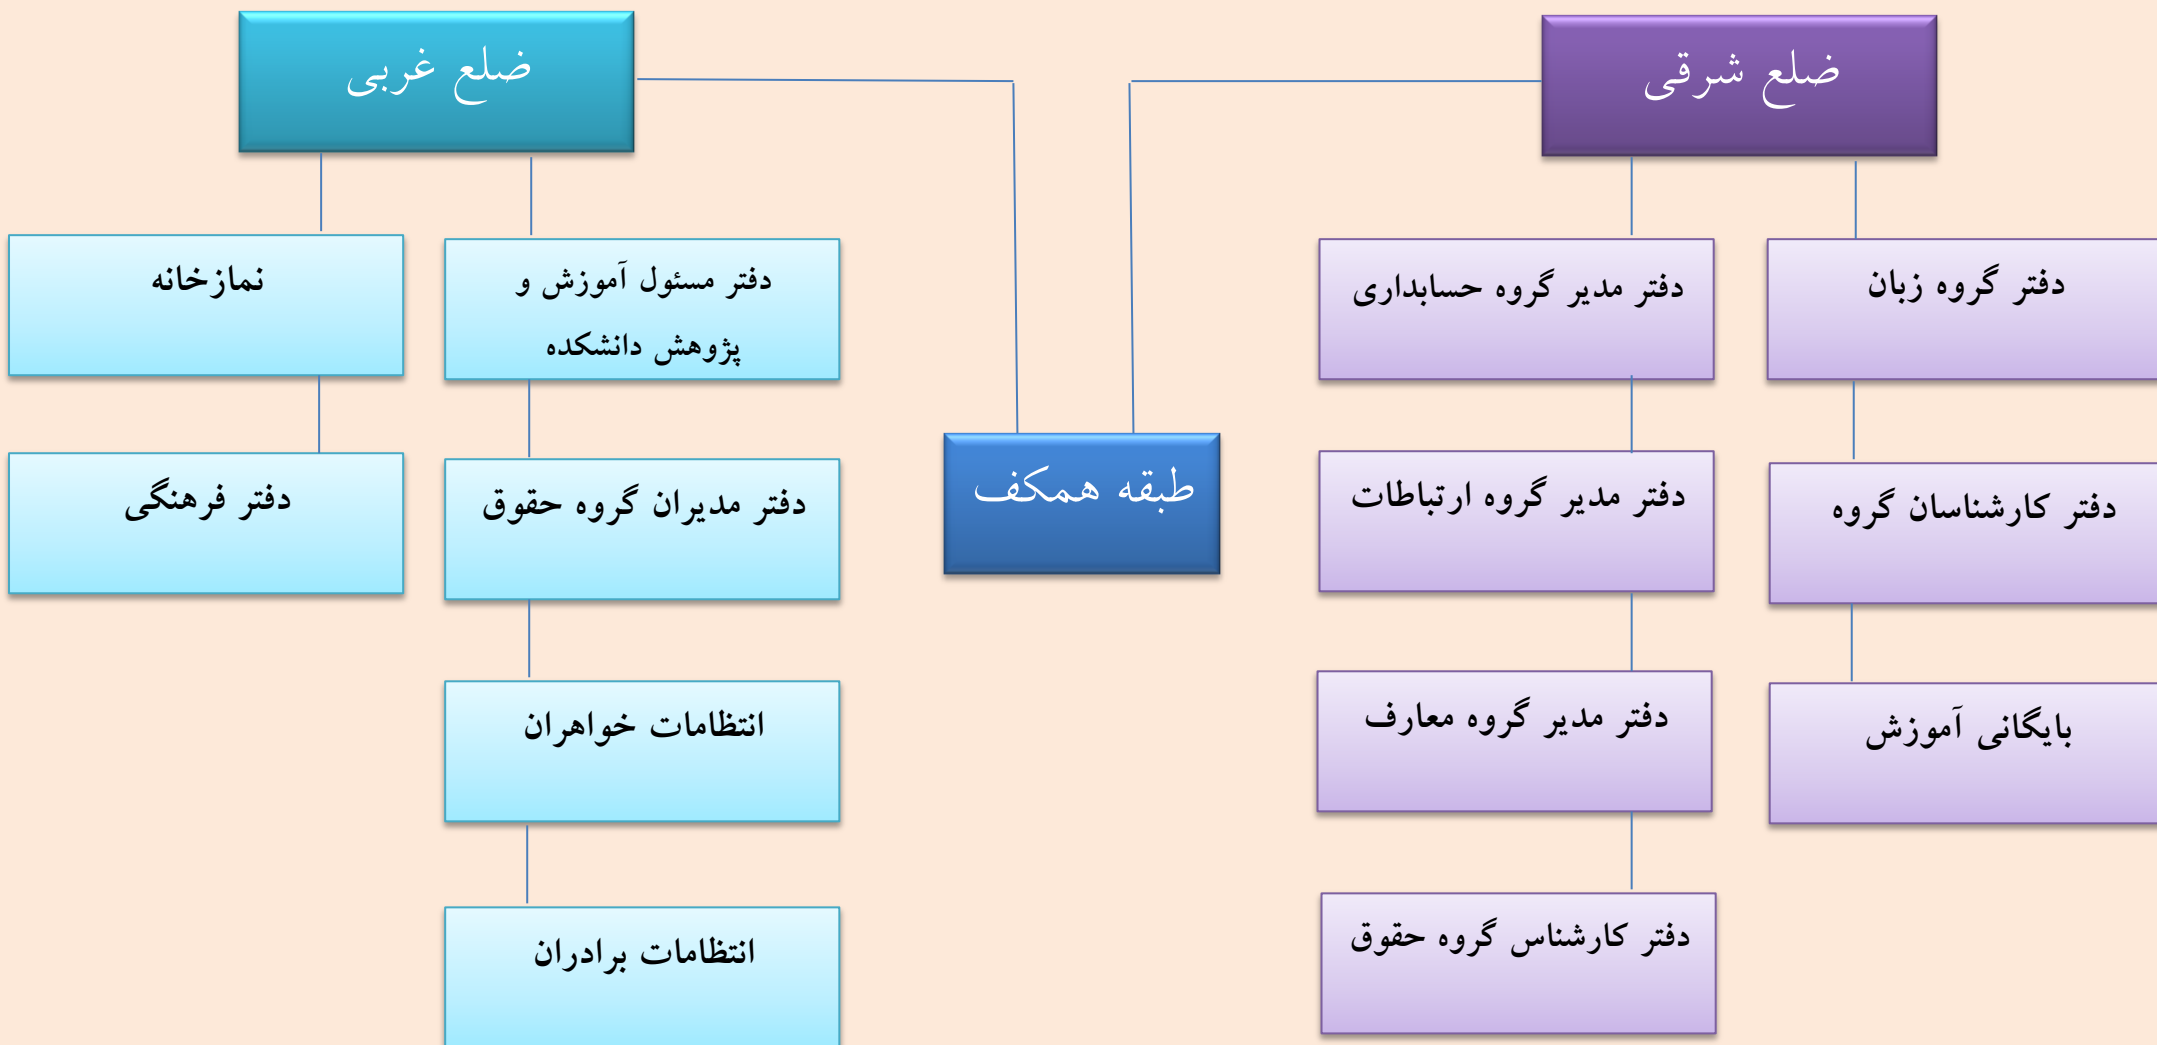 ضلع شرقی
ضلع غربی
دفتر گروه زبان
دفتر مدیر گروه حسابداری
دفتر مسئول آموزش و
پژوهش دانشکده
نمازخانه
طبقه همکف
دفتر کارشناسان گروه
دفتر مدیر گروه ارتباطات
دفتر مدیران گروه حقوق
دفتر فرهنگی
بایگانی آموزش
دفتر مدیر گروه معارف
انتظامات خواهران
دفتر کارشناس گروه حقوق
انتظامات برادران